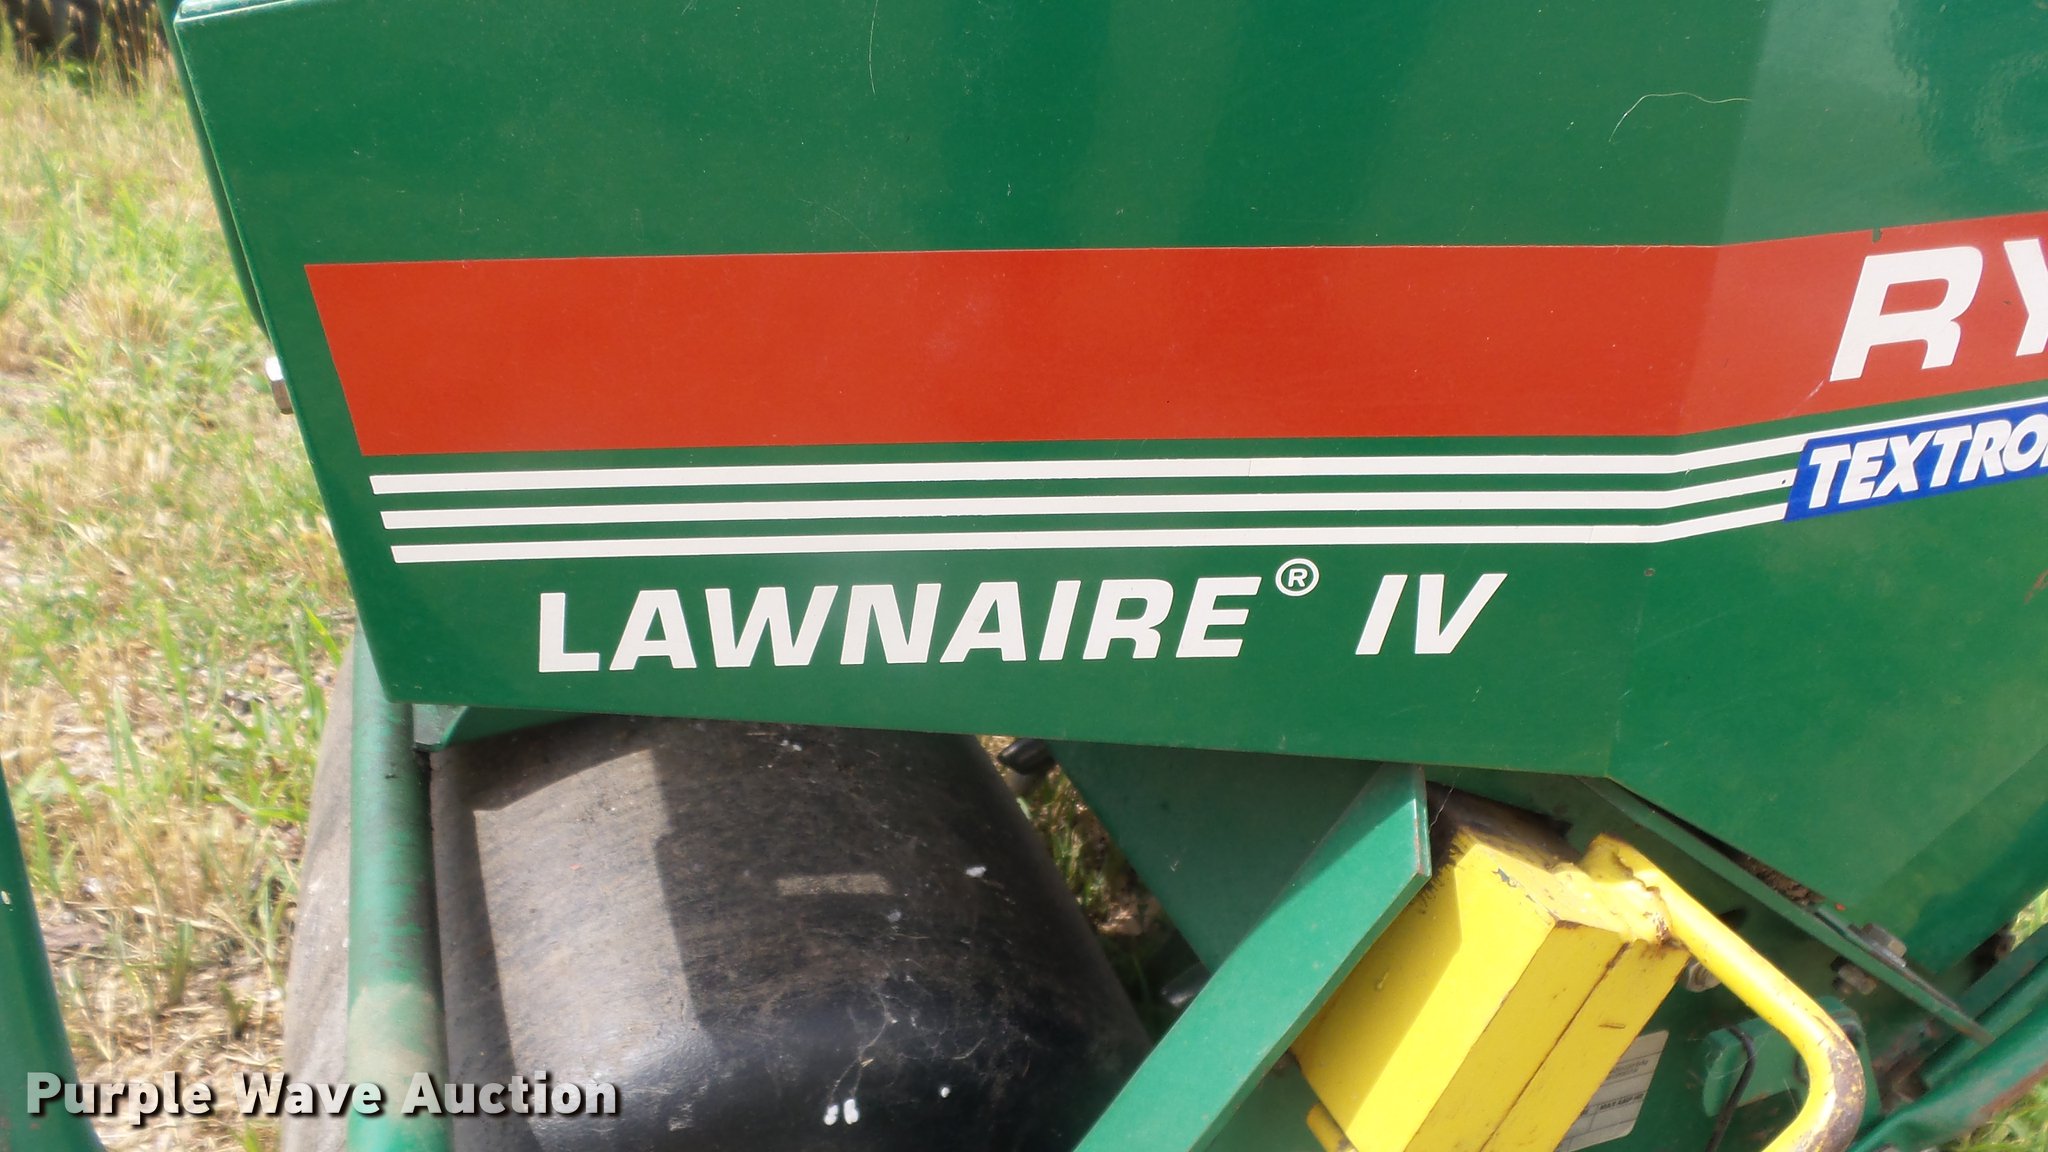 RY
TEXTRO
LAWNAIRE® IV
Purple Wave Auction